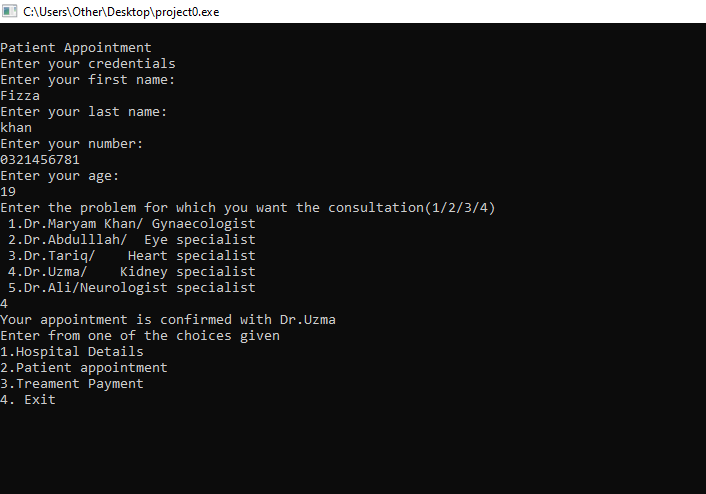 C:\Users\Other\Desktop\project0.exe
Patient Appointment
Enter your credentials
Enter your first name:
Fizza
Enter your last name:
khan
Enter your number:
0321456781
Enter your age:
19
Enter the problem for which you want the consultation(1/2/3/4)
 1.Dr.Maryam Khan/ Gynaecologist
 2.Dr.Abdulllah/  Eye specialist
 3.Dr.Tariq/    Heart specialist
 4.Dr.Uzma/    Kidney specialist
 5.Dr.Ali/Neurologist specialist
4
Your appointment is confirmed with Dr.Uzma
Enter from one of the choices given
1.Hospital Details
2.Patient appointment
3.Treament Payment
4. Exit